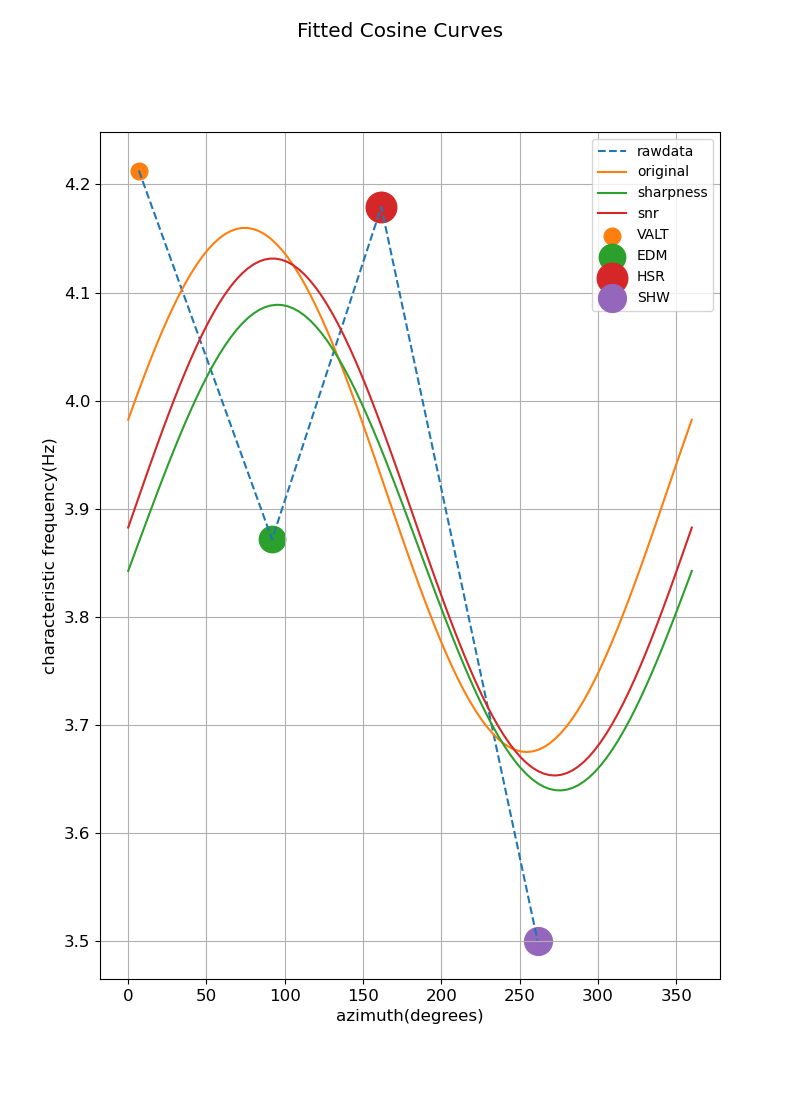 Fitted Cosine Curves
rawdata
original
sharpness
snr
VALT
EDM
HSR
SHW
characteristic frequency(Hz)
4.2
4.1
4.0
3.9
3.8
3.7
3.6
3.5
0 50 100 150 200 250 300 350
azimuth(degrees)